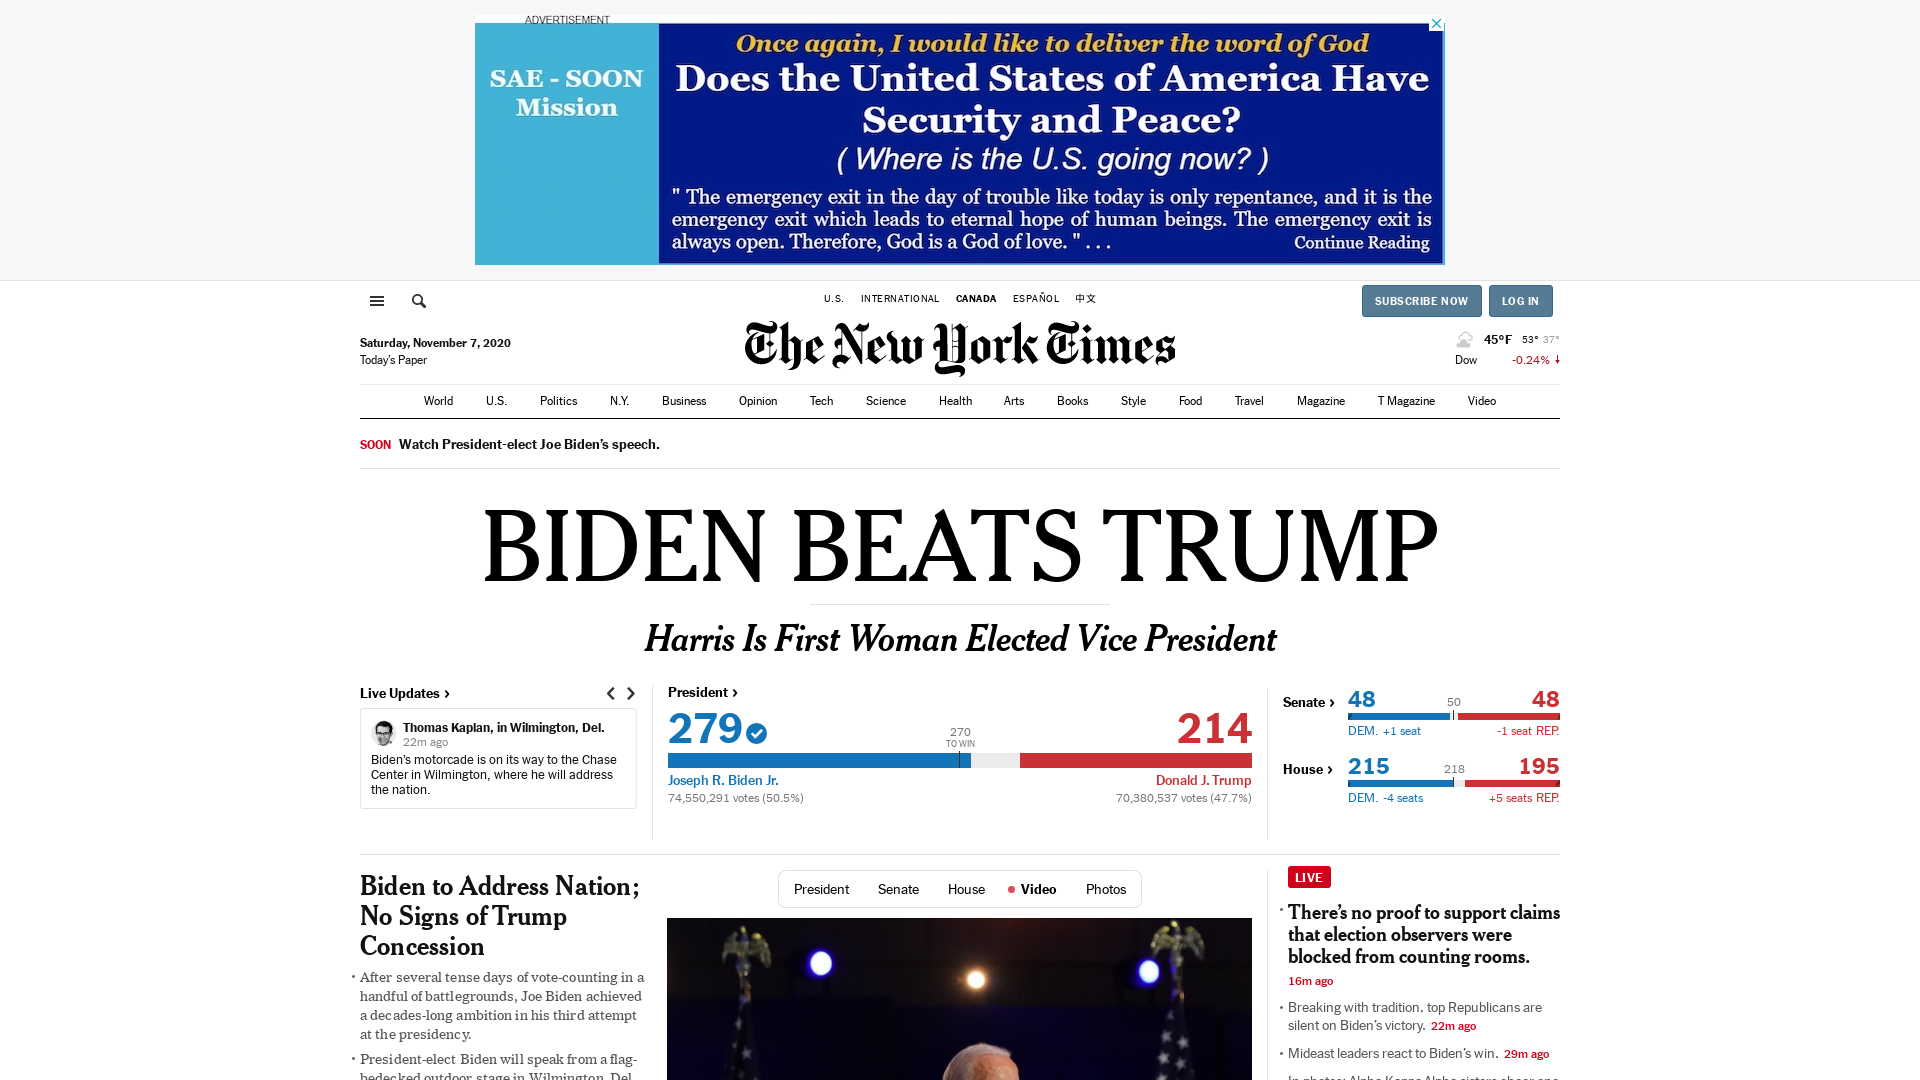 ADVERTISEMENT
SAE - SOON
Mission
Once again, I would like to deliver the word of God
Does the United States of America Have
Security and Peace?
( Where is the U.S. going now? )
" The emergency exit in the day of trouble like today is only repentance, and it is the
emergency exit which leads to eternal hope of human beings. The emergency exit is
always open. Therefore, God is a God of love. " . . .
Continue Reading
U.S. INTERNATIONAL CANADA ESPAÑOL 中文
SUBSCRIBE NOW LOG IN
Saturday, November 7, 2020
Today's Paper
The New York Times
45°F 53° 37°
Dow -0.24%
World U.S. Politics N.Y. Business Opinion Tech Science Health Arts Books Style Food Travel Magazine T Magazine Video
SOON Watch President-elect Joe Biden's speech.
BIDEN BEATS TRUMP
Harris Is First Woman Elected Vice President
Live Updates
Thomas Kaplan, in Wilmington, Del.
22m ago
Biden's motorcade is on its way to the Chase
Center in Wilmington, where he will address
the nation.
President
279 214
270
TO WIN
Joseph R. Biden Jr. Donald J. Trump
74,550,291 votes (50.5%) 70,380,537 votes (47.7%)
Senate 48 50 48
DEM. +1 seat -1 seat REP.
House 215 218 195
DEM. -4 seats +5 seats REP.
Biden to Address Nation;
No Signs of Trump
Concession
After several tense days of vote-counting in a
handful of battlegrounds, Joe Biden achieved
a decades-long ambition in his third attempt
at the presidency.
President-elect Biden will speak from a flag-
bedecked outdoor stage in Wilmington, Del.
President Senate House Video Photos
LIVE
There's no proof to support claims
that election observers were
blocked from counting rooms.
16m ago
Breaking with tradition, top Republicans are
silent on Biden's victory. 22m ago
Mideast leaders react to Biden's win. 29m ago